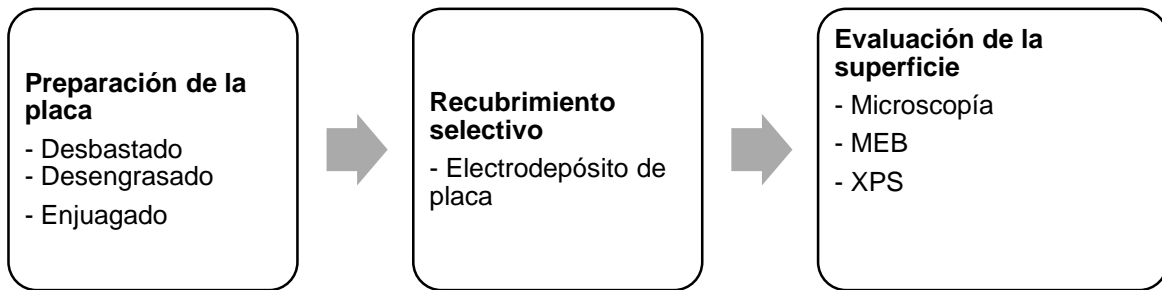 Preparación de la
placa
- Desbastado
- Desengrasado
- Enjuagado
Recubrimiento
selectivo
- Electrodepósito de
placa
Evaluación de la
superficie
- Microscopía
- MEB
- XPS